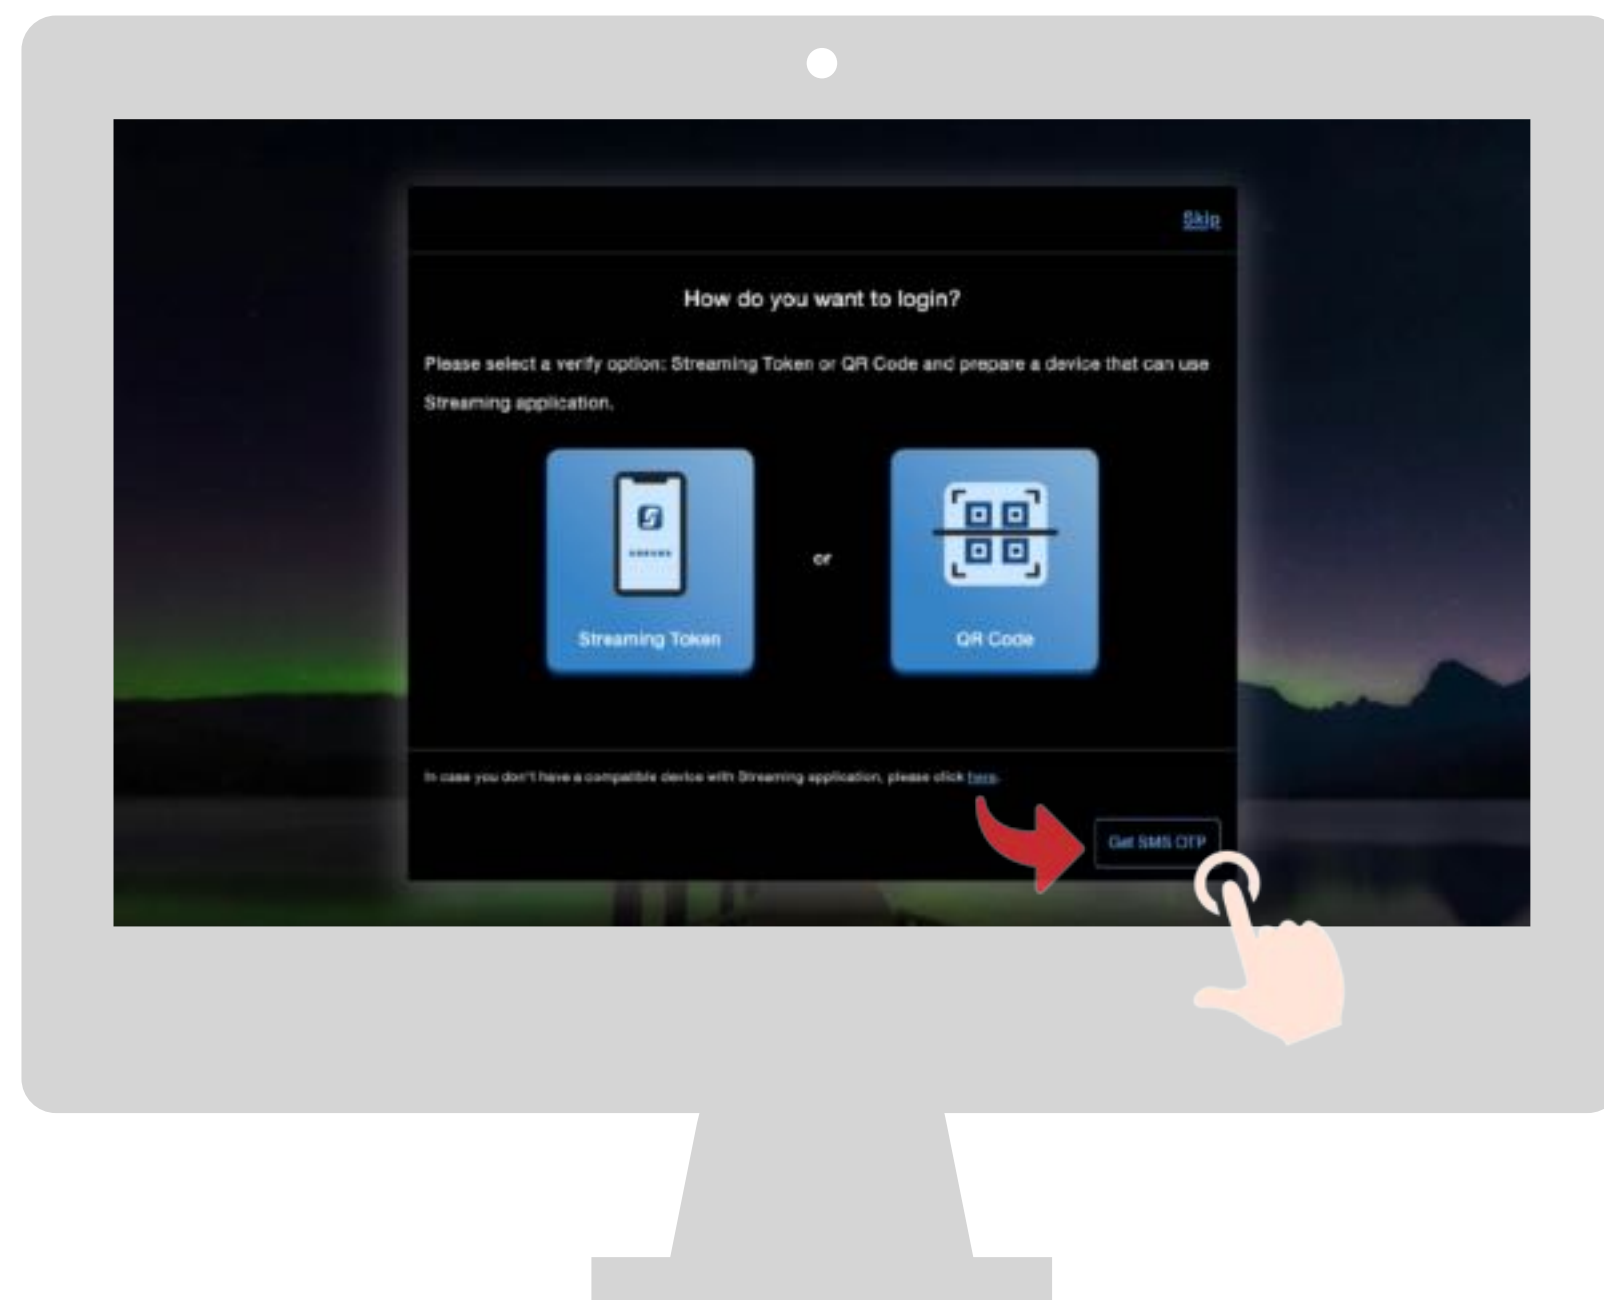 Skip
How do you want to login?
Please select a verify option: Streaming Token or QR Code and prepare a device that can use
Streaming application.
or
Streaming Token
QR Code
In case you don't have a compatible device with Streaming application, please click here.
Get SMS OTP